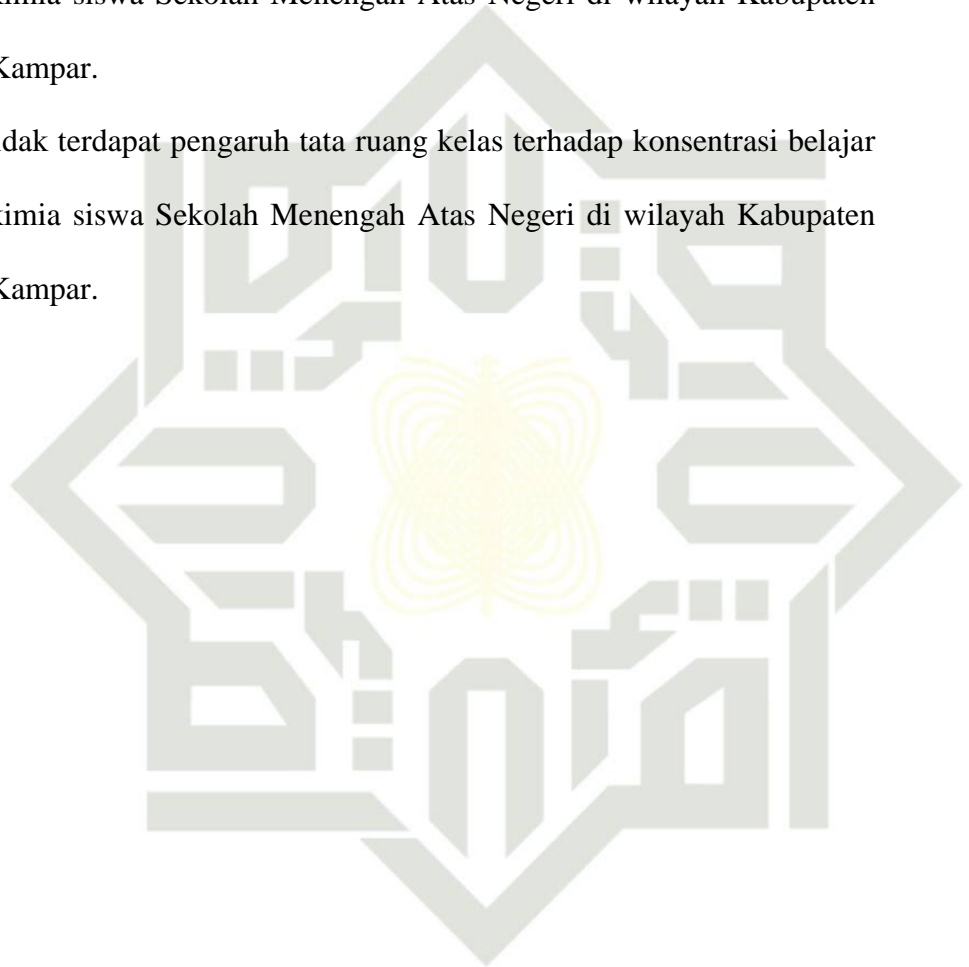 kimia siswa Sekolah Menengah Atas Negeri di wilayah Kabupaten
Kampar.
idak terdapat pengaruh tata ruang kelas terhadap konsentrasi belajar
kimia siswa Sekolah Menengah Atas Negeri di wilayah Kabupaten
Kampar.